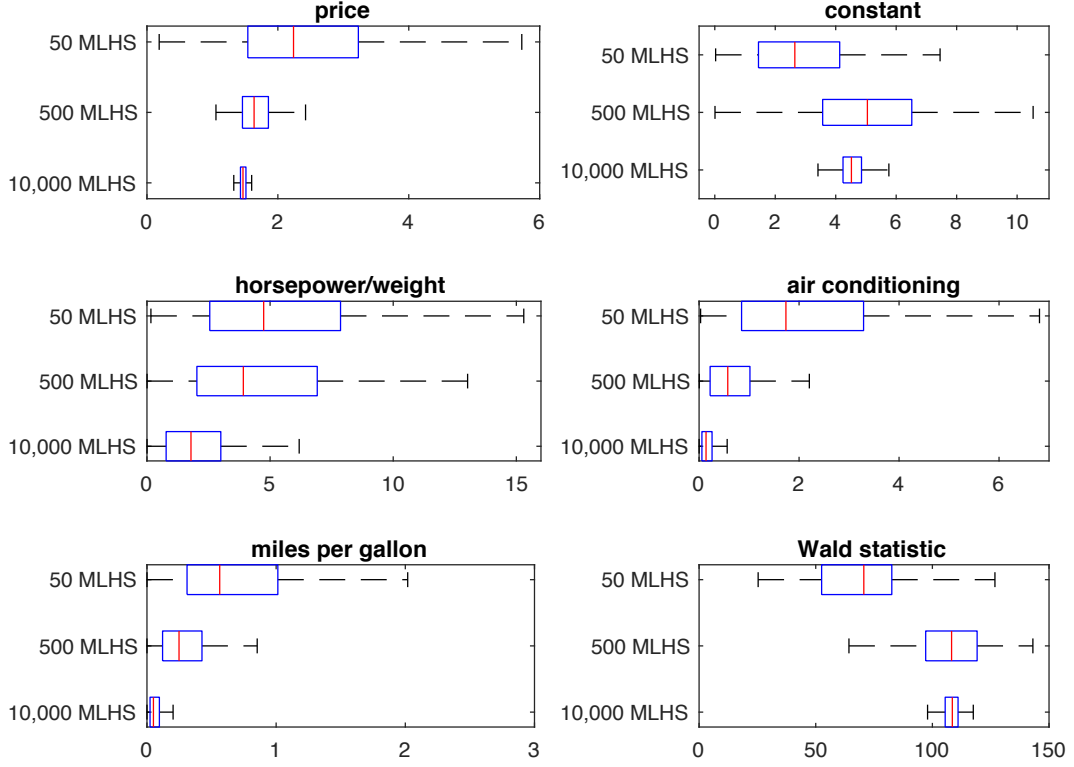 price
50 MLHS
500 MLHS
10,000 MLHS
0 2 4 6
constant
50 MLHS
500 MLHS
10,000 MLHS
0 2 4 6 8 10
horsepower/weight
50 MLHS
500 MLHS
10,000 MLHS
0 5 10 15
air conditioning
50 MLHS
500 MLHS
10,000 MLHS
0 2 4 6
miles per gallon
50 MLHS
500 MLHS
10,000 MLHS
0 1 2 3
Wald statistic
50 MLHS
500 MLHS
10,000 MLHS
0 50 100 150